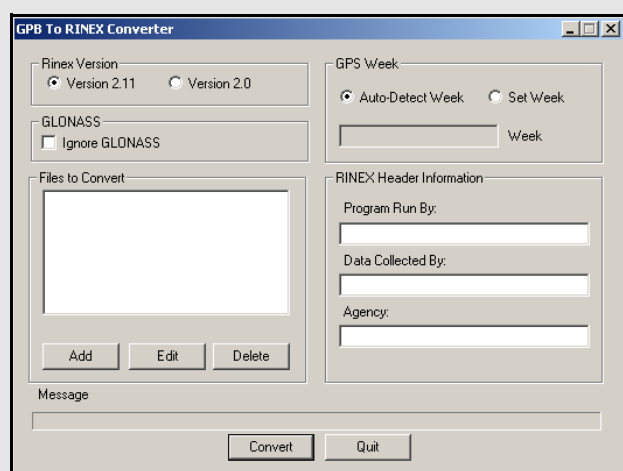 GPB To RINEX Converter
Rinex Version
Version 2.11
Version 2.0
GLONASS
Ignore GLONASS
Files to Convert
Add
Edit
Delete
GPS Week
Auto-Detect Week
Set Week
Week
RINEX Header Information
Program Run By:
Data Collected By:
Agency:
Message
Convert
Quit